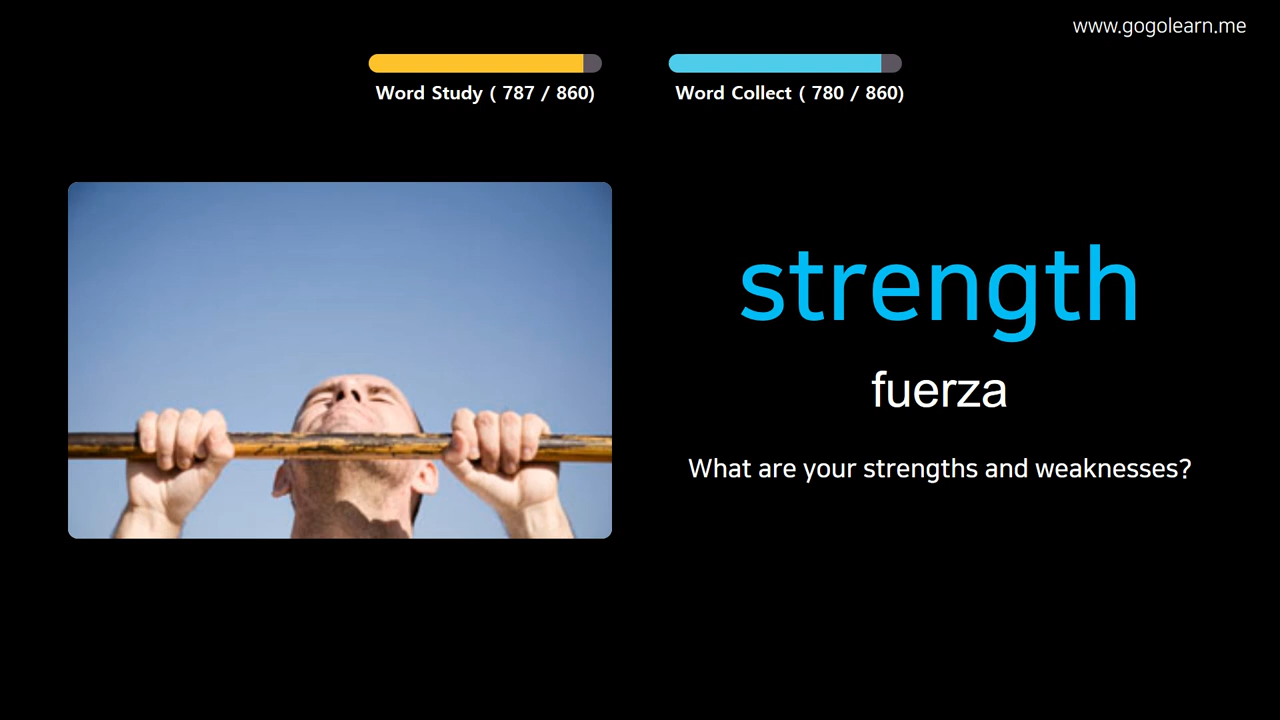 www.gogolearn.me
Word Study ( 787 / 860)
Word Collect ( 780 / 860)
strength
fuerza
What are your strengths and weaknesses?